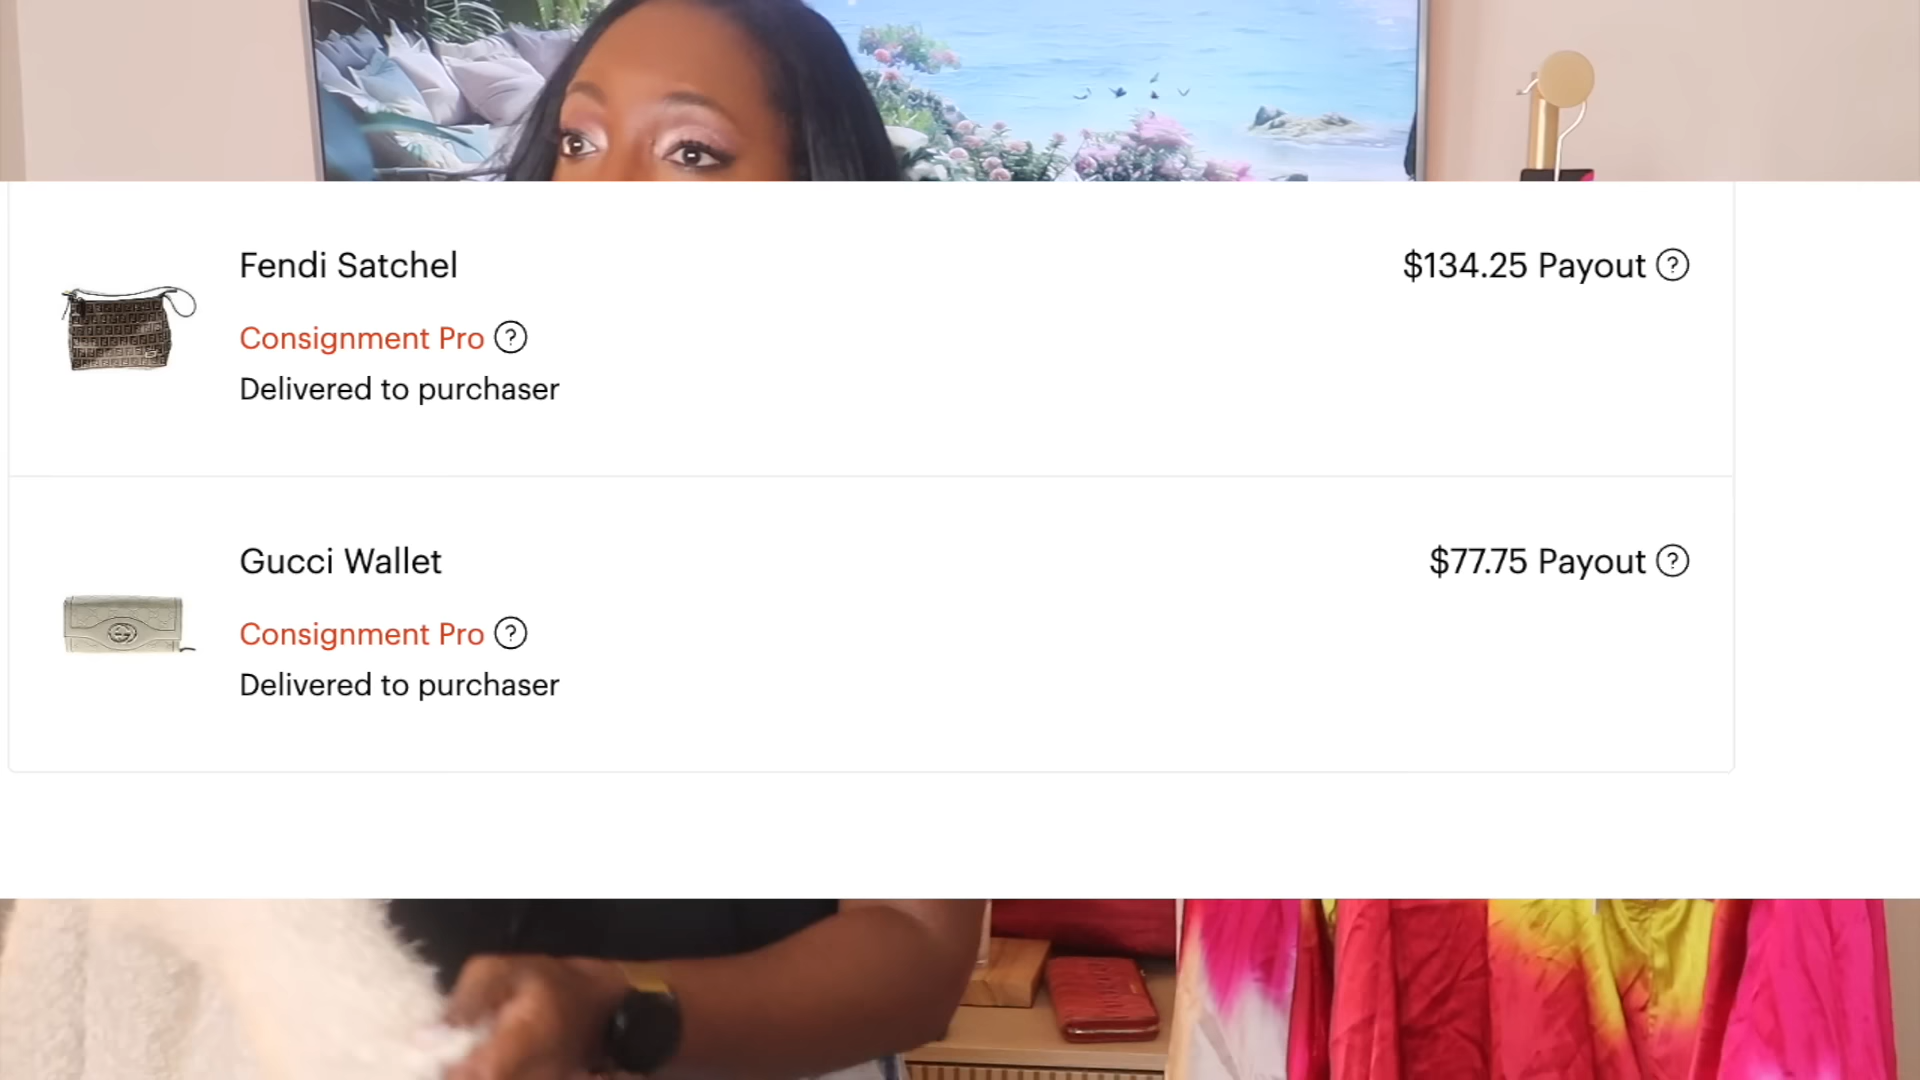 Fendi Satchel
$134.25 Payout ?
Consignment Pro ?
Delivered to purchaser
Gucci Wallet
$77.75 Payout ?
Consignment Pro ?
Delivered to purchaser